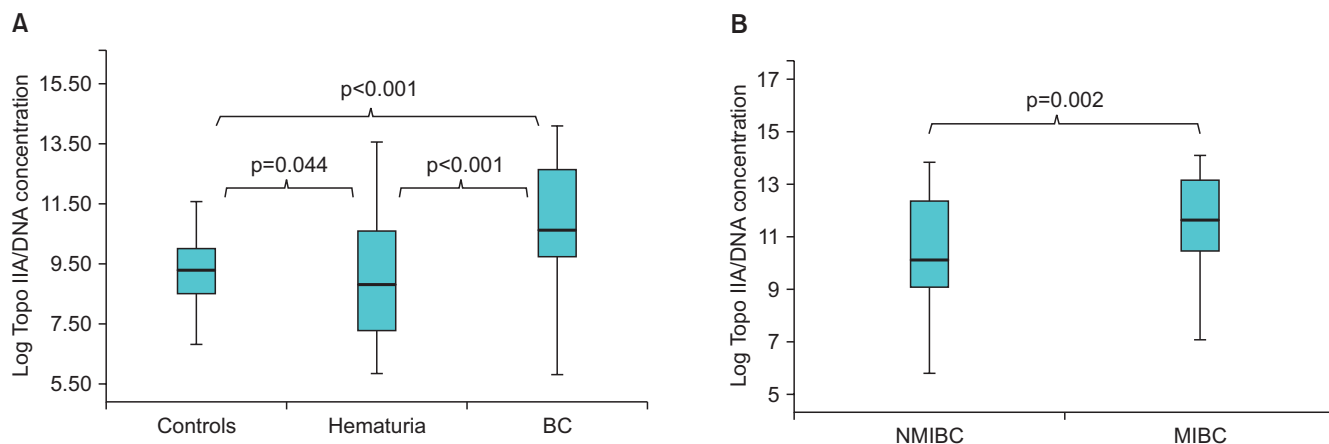 A
Log Topo IIA/DNA concentration
15.50
13.50
11.50
9.50
7.50
5.50
p<0.001
p=0.044
p<0.001
Controls
Hematuria
BC
B
Log Topo IIA/DNA concentration
17
15
13
11
9
7
5
p=0.002
NMIBC
MIBC